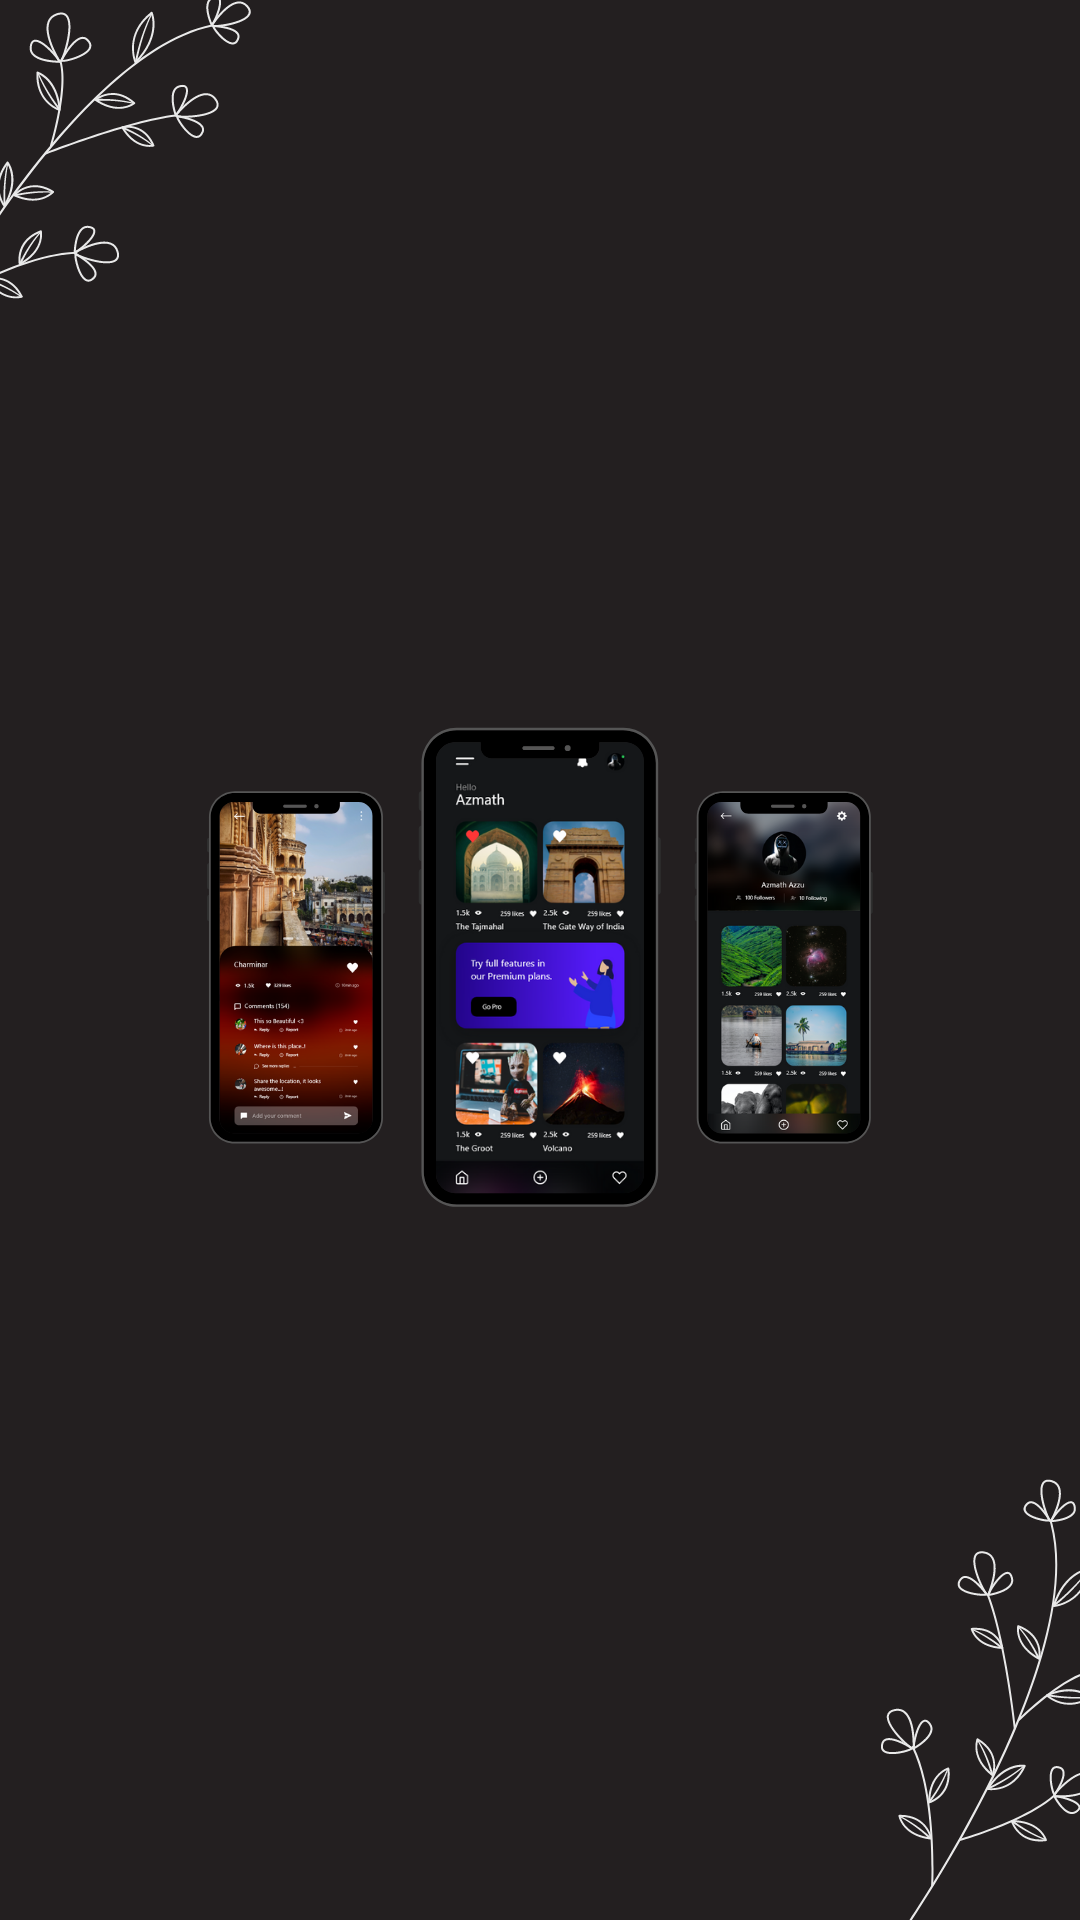 Charminar
1.5k 329 likes 10min ago
Comments (154)
This so Beautiful <3
Reply Report
Where is this place..!
Reply Report
See more replies
Share the location, it looks
awesome...!
Reply Report
Add your comment
Hello
Azmath
1.5k 259 likes 2.5k 259 likes
The Tajmahal The Gate Way of India
Try full features in
our Premium plans.
Go Pro
1.5k 259 likes 2.5k 259 likes
The Groot Volcano
Azmath Azzu
100 Followers 10 Following
1.5k 259 likes 2.5k 259 likes
1.5k 259 likes 2.5k 259 likes